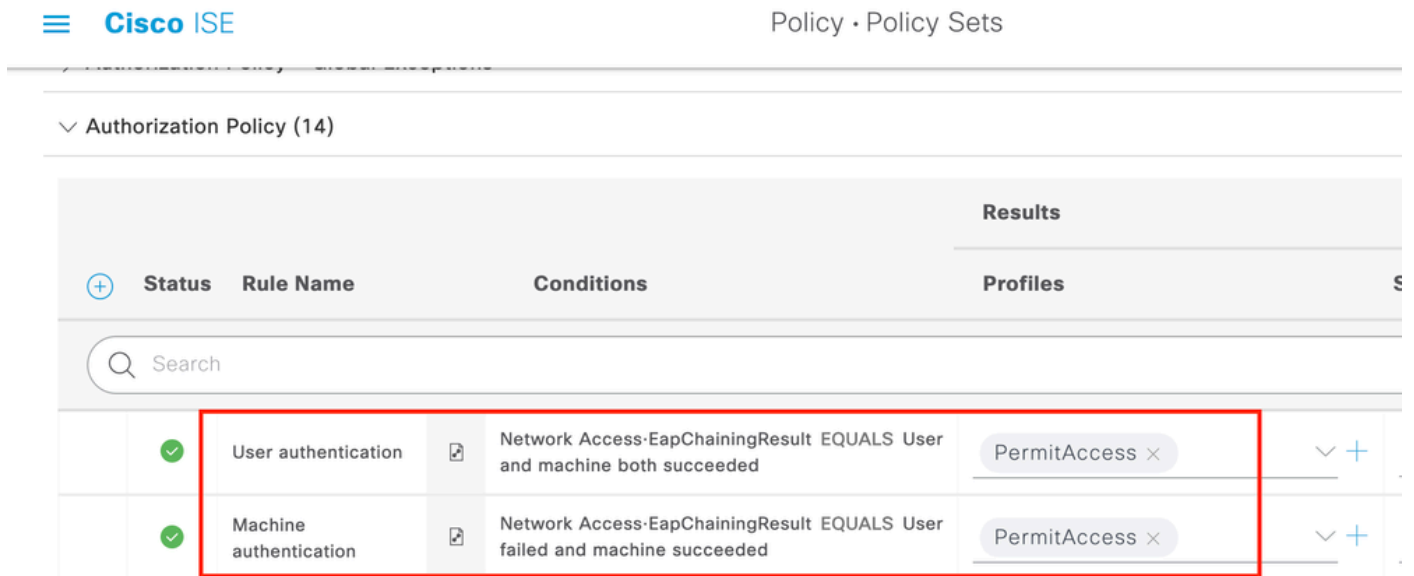 Cisco ISE
Policy · Policy Sets
Authorization Policy (14)
Results
Status Rule Name Conditions Profiles S
Search
User authentication
Network Access·EapChainingResult EQUALS User
and machine both succeeded
PermitAccess
Machine
authentication
Network Access·EapChainingResult EQUALS User
failed and machine succeeded
PermitAccess